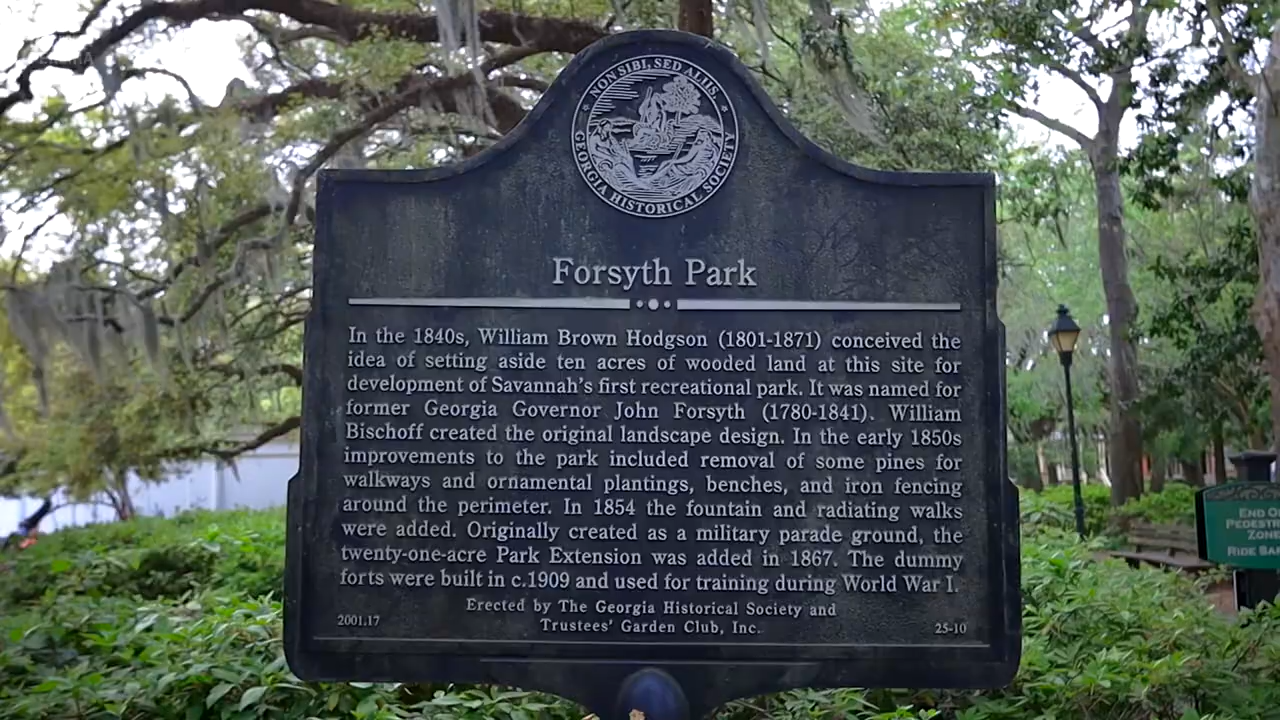 NON SIBI, SED ALIIS
GEORGIA HISTORICAL SOCIETY
Forsyth Park
In the 1840s, William Brown Hodgson (1801-1871) conceived the
idea of setting aside ten acres of wooded land at this site for
development of Savannah's first recreational park. It was named for
former Georgia Governor John Forsyth (1780-1841). William
Bischoff created the original landscape design. In the early 1850s
improvements to the park included removal of some pines for
walkways and ornamental plantings, benches, and iron fencing
around the perimeter. In 1854 the fountain and radiating walks
were added. Originally created as a military parade ground, the
twenty-one-acre Park Extension was added in 1867. The dummy
forts were built in c.1909 and used for training during World War I.
Erected by The Georgia Historical Society and
Trustees' Garden Club, Inc.
2001.17
25-10
END OF
PEDEST
ZONE
RIDE